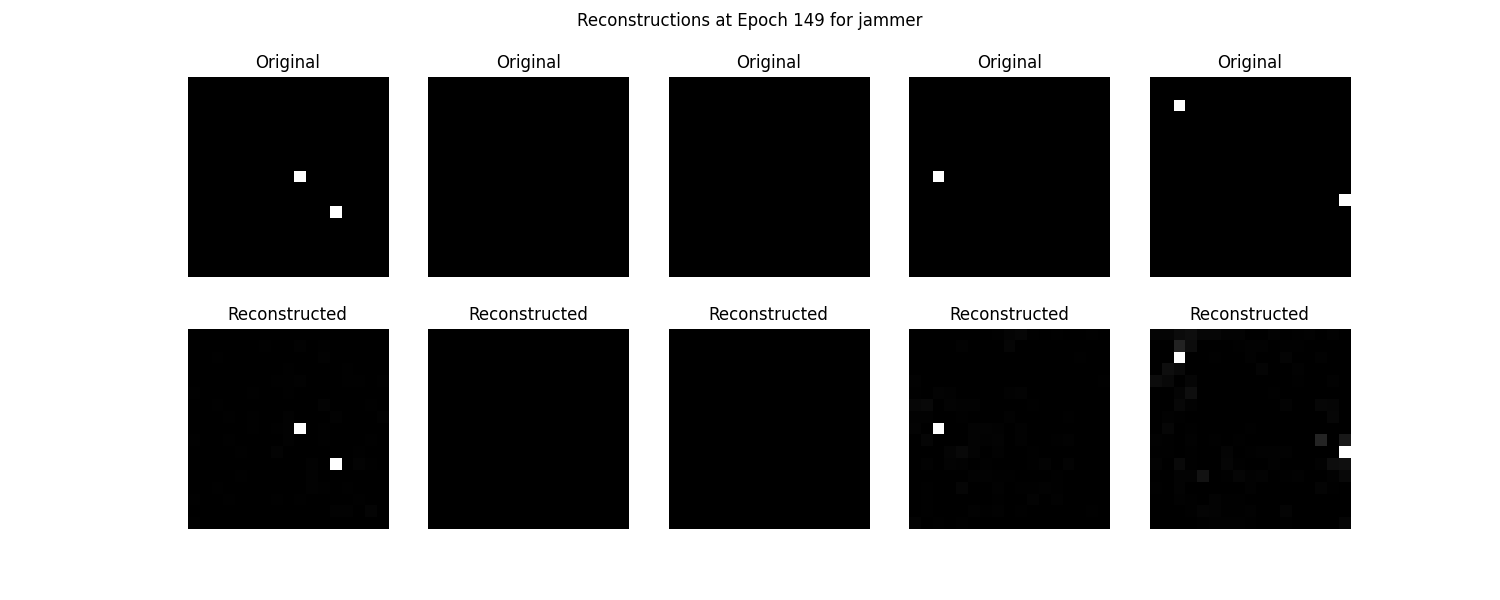 Reconstructions at Epoch 149 for jammer
Original Original Original Original Original
Reconstructed Reconstructed Reconstructed Reconstructed Reconstructed